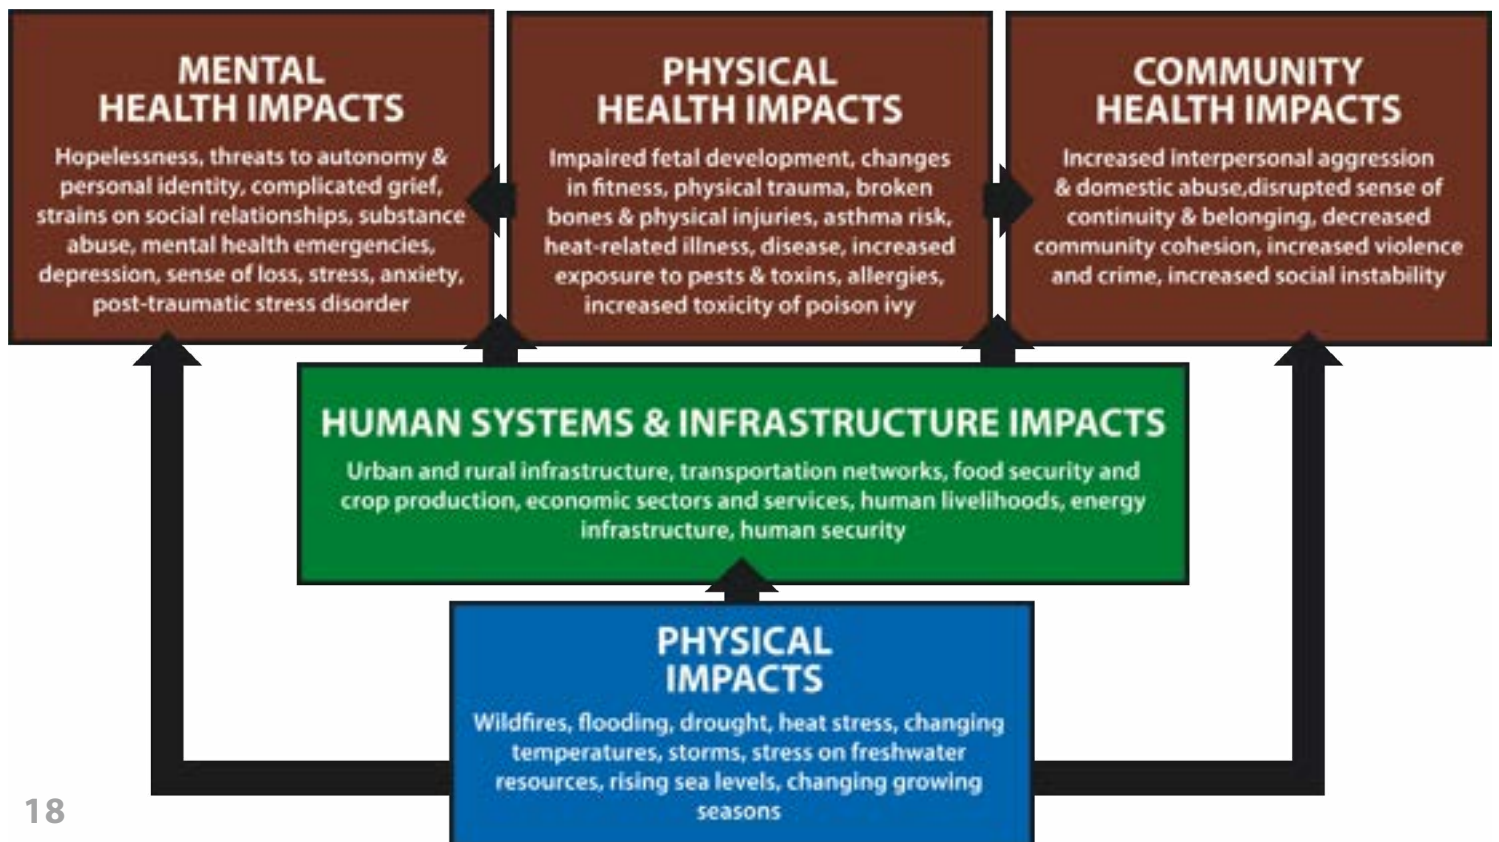 MENTAL
HEALTH IMPACTS
Hopelessness, threats to autonomy &
personal identity, complicated grief,
strains on social relationships, substance
abuse, mental health emergencies,
depression, sense of loss, stress, anxiety,
post-traumatic stress disorder
PHYSICAL
HEALTH IMPACTS
Impaired fetal development, changes
in fitness, physical trauma, broken
bones & physical injuries, asthma risk,
heat-related illness, disease, increased
exposure to pests & toxins, allergies,
increased toxicity of poison ivy
COMMUNITY
HEALTH IMPACTS
Increased interpersonal aggression
& domestic abuse,disrupted sense of
continuity & belonging, decreased
community cohesion, increased violence
and crime, increased social instability
HUMAN SYSTEMS & INFRASTRUCTURE IMPACTS
Urban and rural infrastructure, transportation networks, food security and
crop production, economic sectors and services, human livelihoods, energy
infrastructure, human security
PHYSICAL
IMPACTS
Wildfires, flooding, drought, heat stress, changing
temperatures, storms, stress on freshwater
resources, rising sea levels, changing growing
seasons
18